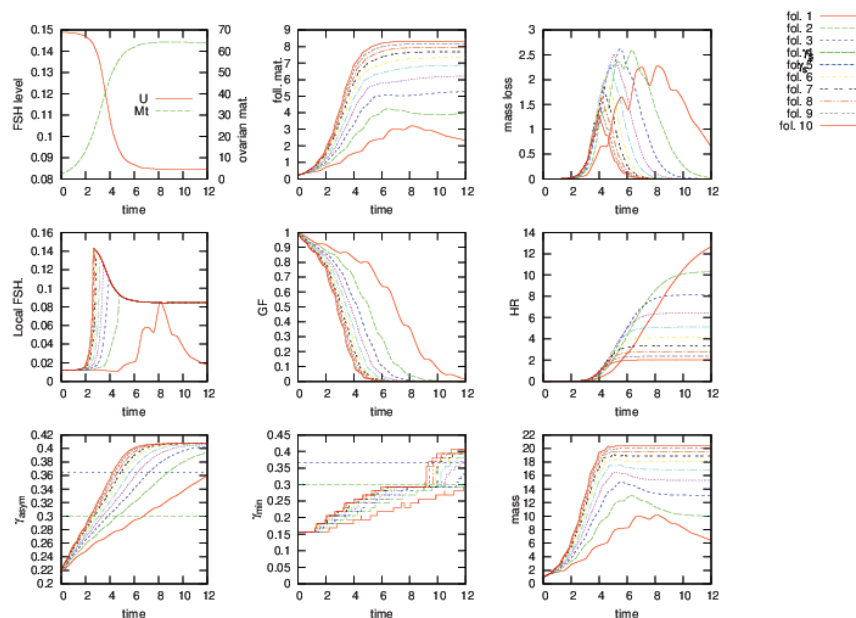 0.15
0.14
0.13
0.12
0.11
0.10
0.09
0.08
FSH level
0 2 4 6 8 10 12
time
70
60
50
40
30
20
10
0
ovarian mat.
U
Mt
9
8
7
6
5
4
3
2
1
0
foll. mat.
0 2 4 6 8 10 12
time
3
2.5
2
1.5
1
0.5
0
mass loss
0 2 4 6 8 10 12
time
fol. 1
fol. 2
fol. 3
fol. 6
fol. 7
fol. 8
fol. 9
fol. 10
0.16
0.14
0.12
0.10
0.08
0.06
0.04
0.02
0
Local FSH.
0 2 4 6 8 10 12
time
1
0.9
0.8
0.7
0.6
0.5
0.4
0.3
0.2
0.1
0
GF
0 2 4 6 8 10 12
time
14
12
10
8
6
4
2
0
HR
0 2 4 6 8 10 12
time
0.42
0.4
0.38
0.36
0.34
0.32
0.3
0.28
0.26
0.24
0.22
0.2
γasym
0 2 4 6 8 10 12
time
0.45
0.4
0.35
0.3
0.25
0.2
0.15
0.1
0.05
0
γmin
0 2 4 6 8 10 12
time
22
20
18
16
14
12
10
8
6
4
2
0
mass
0 2 4 6 8 10 12
time